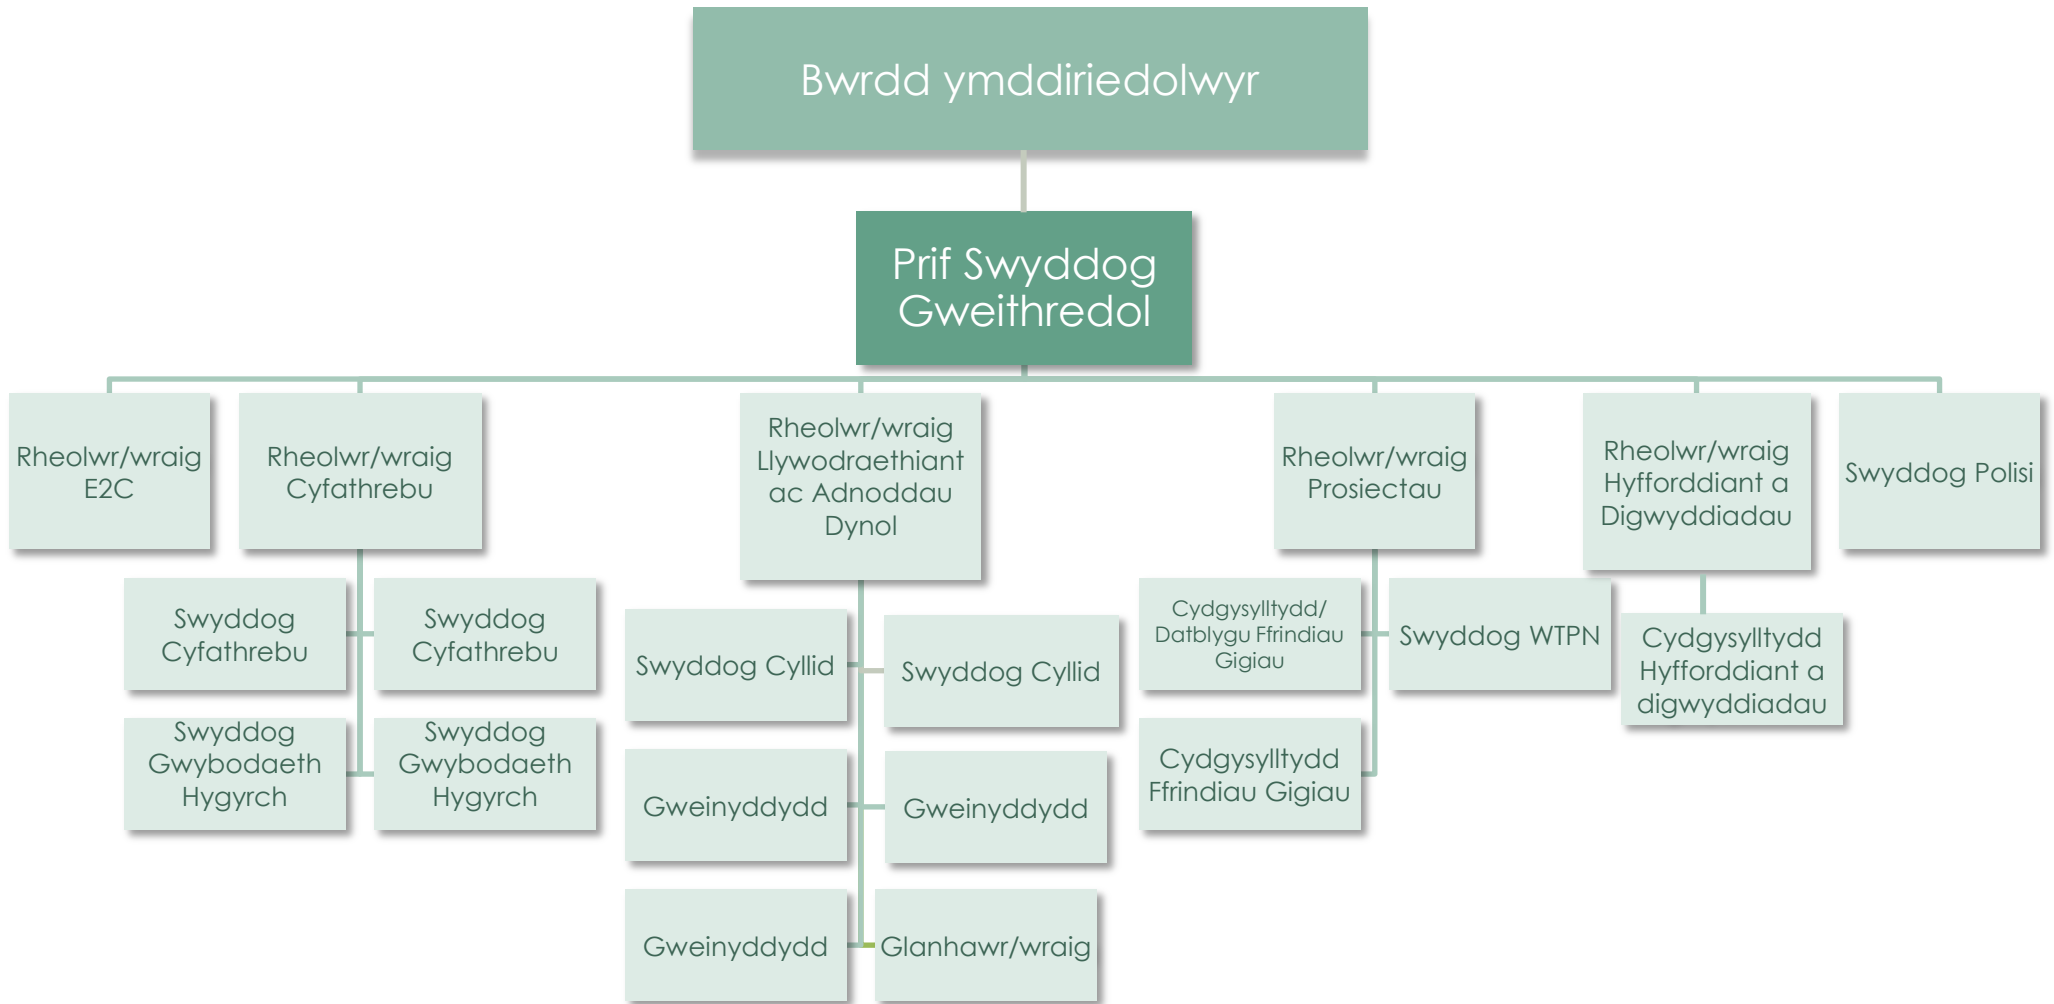 Bwrdd ymddiriedolwyr
Prif Swyddog
Gweithredol
Rheolwr/wraig
E2C
Rheolwr/wraig
Cyfathrebu
Rheolwr/wraig
Llywodraethiant
ac Adnoddau
Dynol
Rheolwr/wraig
Prosiectau
Rheolwr/wraig
Hyfforddiant a
Digwyddiadau
Swyddog Polisi
Swyddog
Cyfathrebu
Swyddog
Cyfathrebu
Swyddog
Gwybodaeth
Hygyrch
Swyddog
Gwybodaeth
Hygyrch
Swyddog Cyllid
Swyddog Cyllid
Gweinyddydd
Gweinyddydd
Gweinyddydd
Glanhawr/wraig
Cydgysylltydd/
Datblygu Ffrindiau
Gigiau
Swyddog WTPN
Cydgysylltydd
Ffrindiau Gigiau
Cydgysylltydd
Hyfforddiant a
digwyddiadau